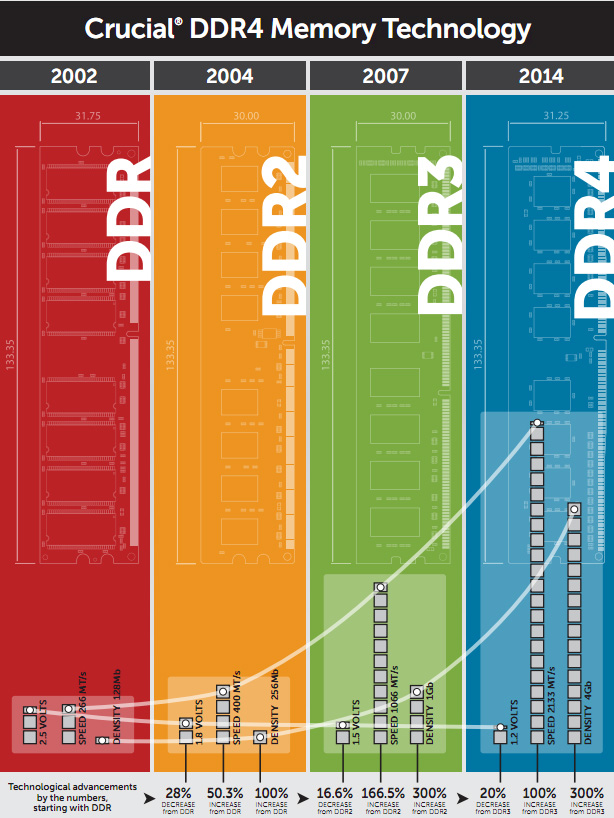 Crucial® DDR4 Memory Technology
2002
2004
2007
2014
31.75
133.35
DDR
2.5 VOLTS
SPEED 266 MT/s
DENSITY 128Mb
30.00
133.35
DDR2
1.8 VOLTS
SPEED 400 MT/s
DENSITY 256Mb
30.00
133.35
DDR3
1.5 VOLTS
SPEED 1066 MT/s
DENSITY 1Gb
31.25
133.35
DDR4
1.2 VOLTS
SPEED 2133 MT/s
DENSITY 4Gb
Technological advancements
by the numbers,
starting with DDR
28%
DECREASE
from DDR
50.3%
INCREASE
from DDR
100%
INCREASE
from DDR
16.6%
DECREASE
from DDR2
166.5%
INCREASE
from DDR2
300%
INCREASE
from DDR2
20%
DECREASE
from DDR3
100%
INCREASE
from DDR3
300%
INCREASE
from DDR3